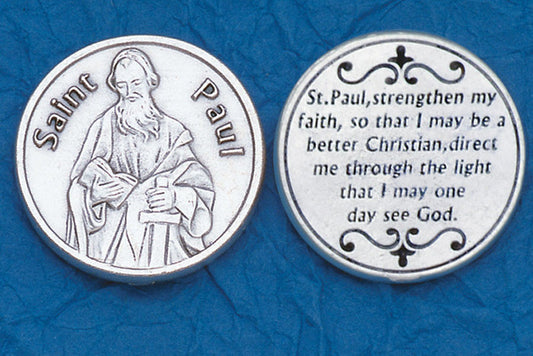 Saint Paul
St.Paul,strengthen my
faith, so that I may be a
better Christian,direct
me through the light
that I may one
day see God.